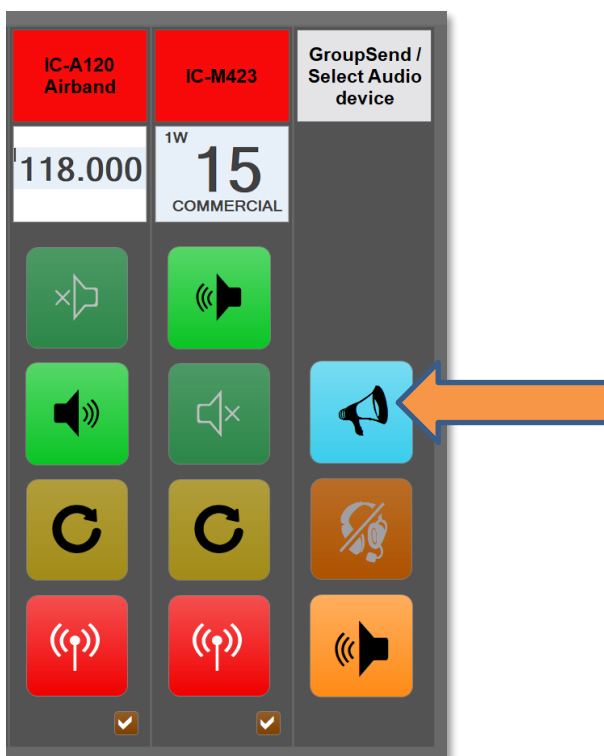 IC-A120
Airband
IC-M423
GroupSend /
Select Audio
device
118.000
1W
15
COMMERCIAL